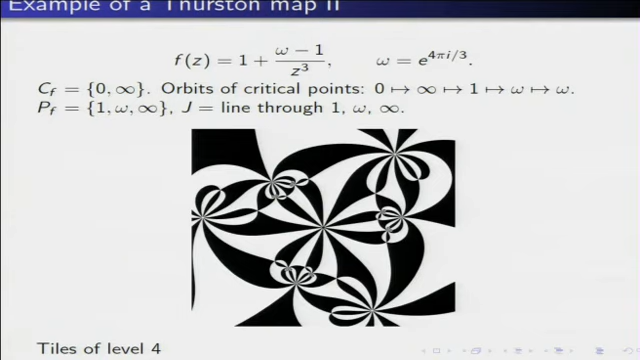 Example of a Thurston map II
f(z) = 1 + (ω − 1)/z³, ω = e^{4πi/3}.
C_f = {0, ∞}. Orbits of critical points: 0 ↦ ∞ ↦ 1 ↦ ω ↦ ω.
P_f = {1, ω, ∞}, J = line through 1, ω, ∞.
Tiles of level 4